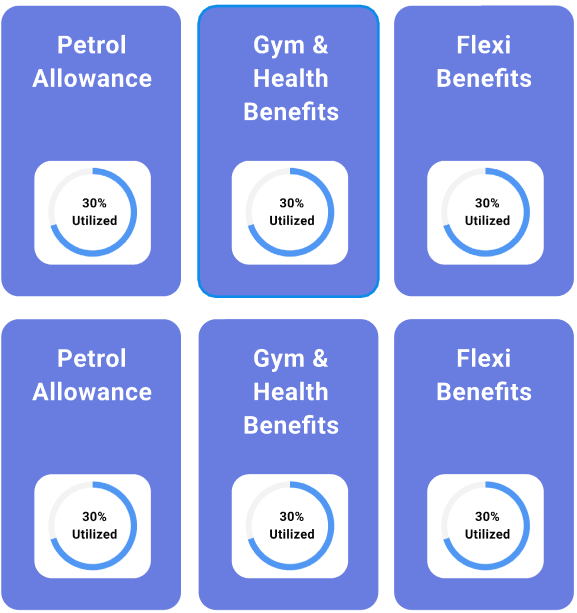 Petrol
Allowance
30%
Utilized
Gym &
Health
Benefits
30%
Utilized
Flexi
Benefits
30%
Utilized
Petrol
Allowance
30%
Utilized
Gym &
Health
Benefits
30%
Utilized
Flexi
Benefits
30%
Utilized